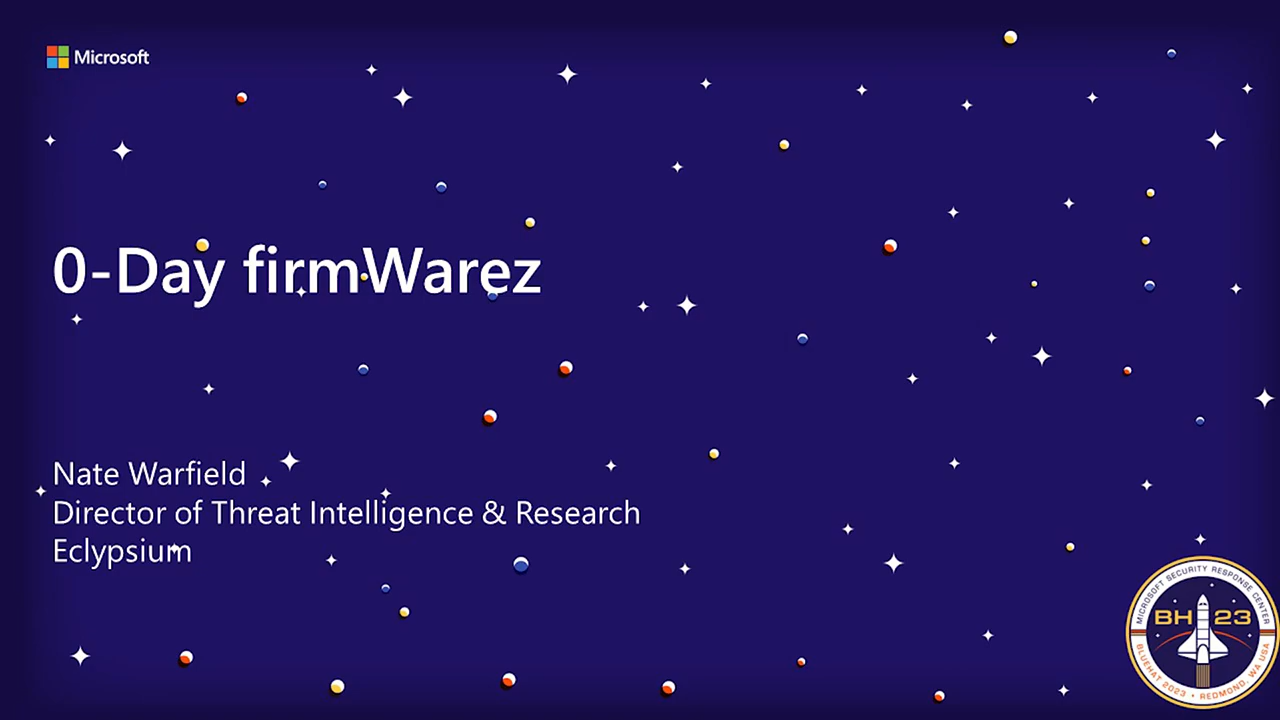 Microsoft
0-Day firmWarez
Nate Warfield
Director of Threat Intelligence & Research
Eclypsium
MICROSOFT SECURITY RESPONSE CENTER
BH 23
BLUEHAT 2023 • REDMOND, WA USA